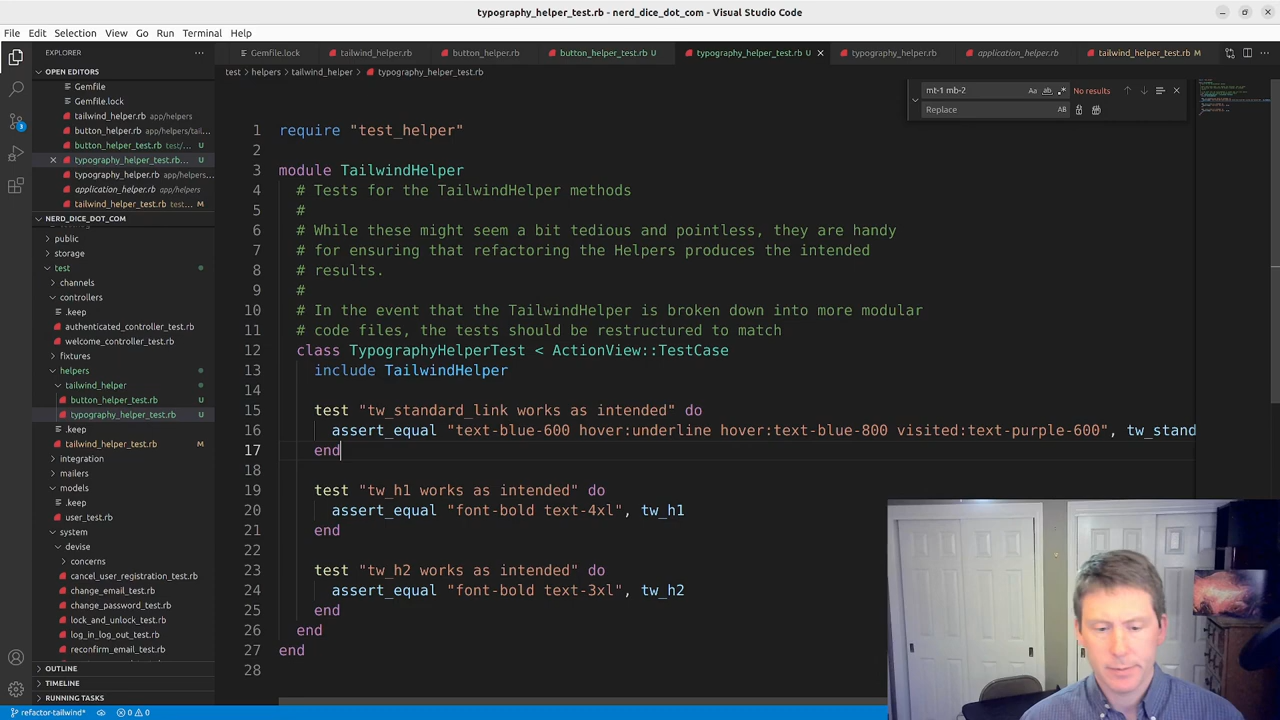 typography_helper_test.rb - nerd_dice_dot_com - Visual Studio Code
File Edit Selection View Go Run Terminal Help
EXPLORER
Gemfile.lock tailwind_helper.rb button_helper.rb button_helper_test.rb U typography_helper_test.rb U typography_helper.rb application_helper.rb tailwind_helper_test.rb M
OPEN EDITORS
test > helpers > tailwind_helper > typography_helper_test.rb
Gemfile
Gemfile.lock
tailwind_helper.rb app/helpers
button_helper.rb app/helpers/tail...
button_helper_test.rb test/... U
typography_helper_test.rb... U
typography_helper.rb app/helpers...
application_helper.rb app/helpers
tailwind_helper_test.rb test... M
NERD_DICE_DOT_COM
public
storage
test
channels
controllers
.keep
authenticated_controller_test.rb
welcome_controller_test.rb
fixtures
helpers
tailwind_helper
button_helper_test.rb U
typography_helper_test.rb U
.keep
tailwind_helper_test.rb M
integration
mailers
models
.keep
user_test.rb
system
devise
concerns
cancel_user_registration_test.rb
change_email_test.rb
change_password_test.rb
lock_and_unlock_test.rb
log_in_log_out_test.rb
reconfirm_email_test.rb
OUTLINE
TIMELINE
RUNNING TASKS
mt-1 mb-2 Aa ab .* No results
Replace AB
1 require "test_helper"
2
3 module TailwindHelper
4 # Tests for the TailwindHelper methods
5 #
6 # While these might seem a bit tedious and pointless, they are handy
7 # for ensuring that refactoring the Helpers produces the intended
8 # results.
9 #
10 # In the event that the TailwindHelper is broken down into more modular
11 # code files, the tests should be restructured to match
12 class TypographyHelperTest < ActionView::TestCase
13 include TailwindHelper
14
15 test "tw_standard_link works as intended" do
16 assert_equal "text-blue-600 hover:underline hover:text-blue-800 visited:text-purple-600", tw_stand
17 end
18
19 test "tw_h1 works as intended" do
20 assert_equal "font-bold text-4xl", tw_h1
21 end
22
23 test "tw_h2 works as intended" do
24 assert_equal "font-bold text-3xl", tw_h2
25 end
26 end
27 end
28
3
refactor-tailwind* 0 0